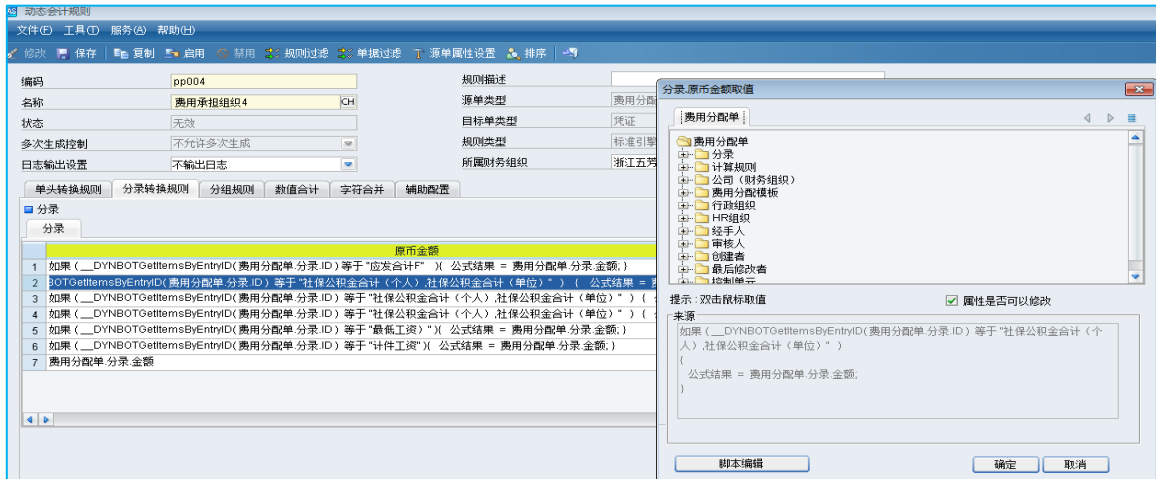 动态会计规则
文件(F) 工具(T) 服务(A) 帮助(H)
修改 保存 复制 启用 禁用 规则过滤 单据过滤 源单属性设置 排序
编码 pp004 规则描述
名称 费用承担组织4 CH 源单类型 费用分配
状态 无效 目标单类型 凭证
多次生成控制 不允许多次生成 规则类型 标准引擎
日志输出设置 不输出日志 所属财务组织 浙江五芳
单头转换规则 分录转换规则 分组规则 数值合计 字符合并 辅助配置
分录
分录
原币金额
1 如果 ( __DYNBOTGetItemsByEntryID( 费用分配单.分录.ID ) 等于 "应发合计F" ){ 公式结果 = 费用分配单.分录.金额; }
2 BOTGetItemsByEntryID( 费用分配单.分录.ID ) 等于 "社保公积金合计（个人）,社保公积金合计（单位）" ) { 公式结果 = 费
3 如果 ( __DYNBOTGetItemsByEntryID( 费用分配单.分录.ID ) 等于 "社保公积金合计（个人）,社保公积金合计（单位）" ) {
4 如果 ( __DYNBOTGetItemsByEntryID( 费用分配单.分录.ID ) 等于 "社保公积金合计（个人）,社保公积金合计（单位）" ) {
5 如果 ( __DYNBOTGetItemsByEntryID( 费用分配单.分录.ID ) 等于 "最低工资）" ){ 公式结果 = 费用分配单.分录.金额; }
6 如果 ( __DYNBOTGetItemsByEntryID( 费用分配单.分录.ID ) 等于 "计件工资" ){ 公式结果 = 费用分配单.分录.金额; }
7 费用分配单.分录.金额
分录.原币金额取值
费用分配单
费用分配单
分录
计算规则
公司（财务组织）
费用分配模板
行政组织
HR组织
经手人
审核人
创建者
最后修改者
控制单元
提示 : 双击鼠标取值 属性是否可以修改
来源
如果 ( __DYNBOTGetItemsByEntryID( 费用分配单.分录.ID ) 等于 "社保公积金合计（个
人）,社保公积金合计（单位）" )
{
公式结果 = 费用分配单.分录.金额;
}
脚本编辑 确定 取消